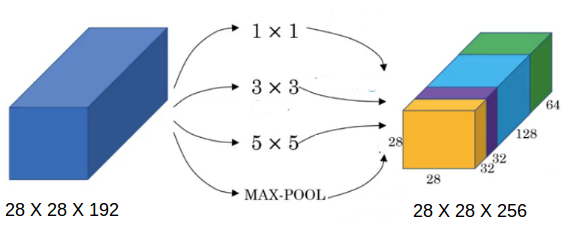 1 × 1
3 × 3
5 × 5
MAX-POOL
28 X 28 X 192
64
128
32
32
28
28
28 X 28 X 256